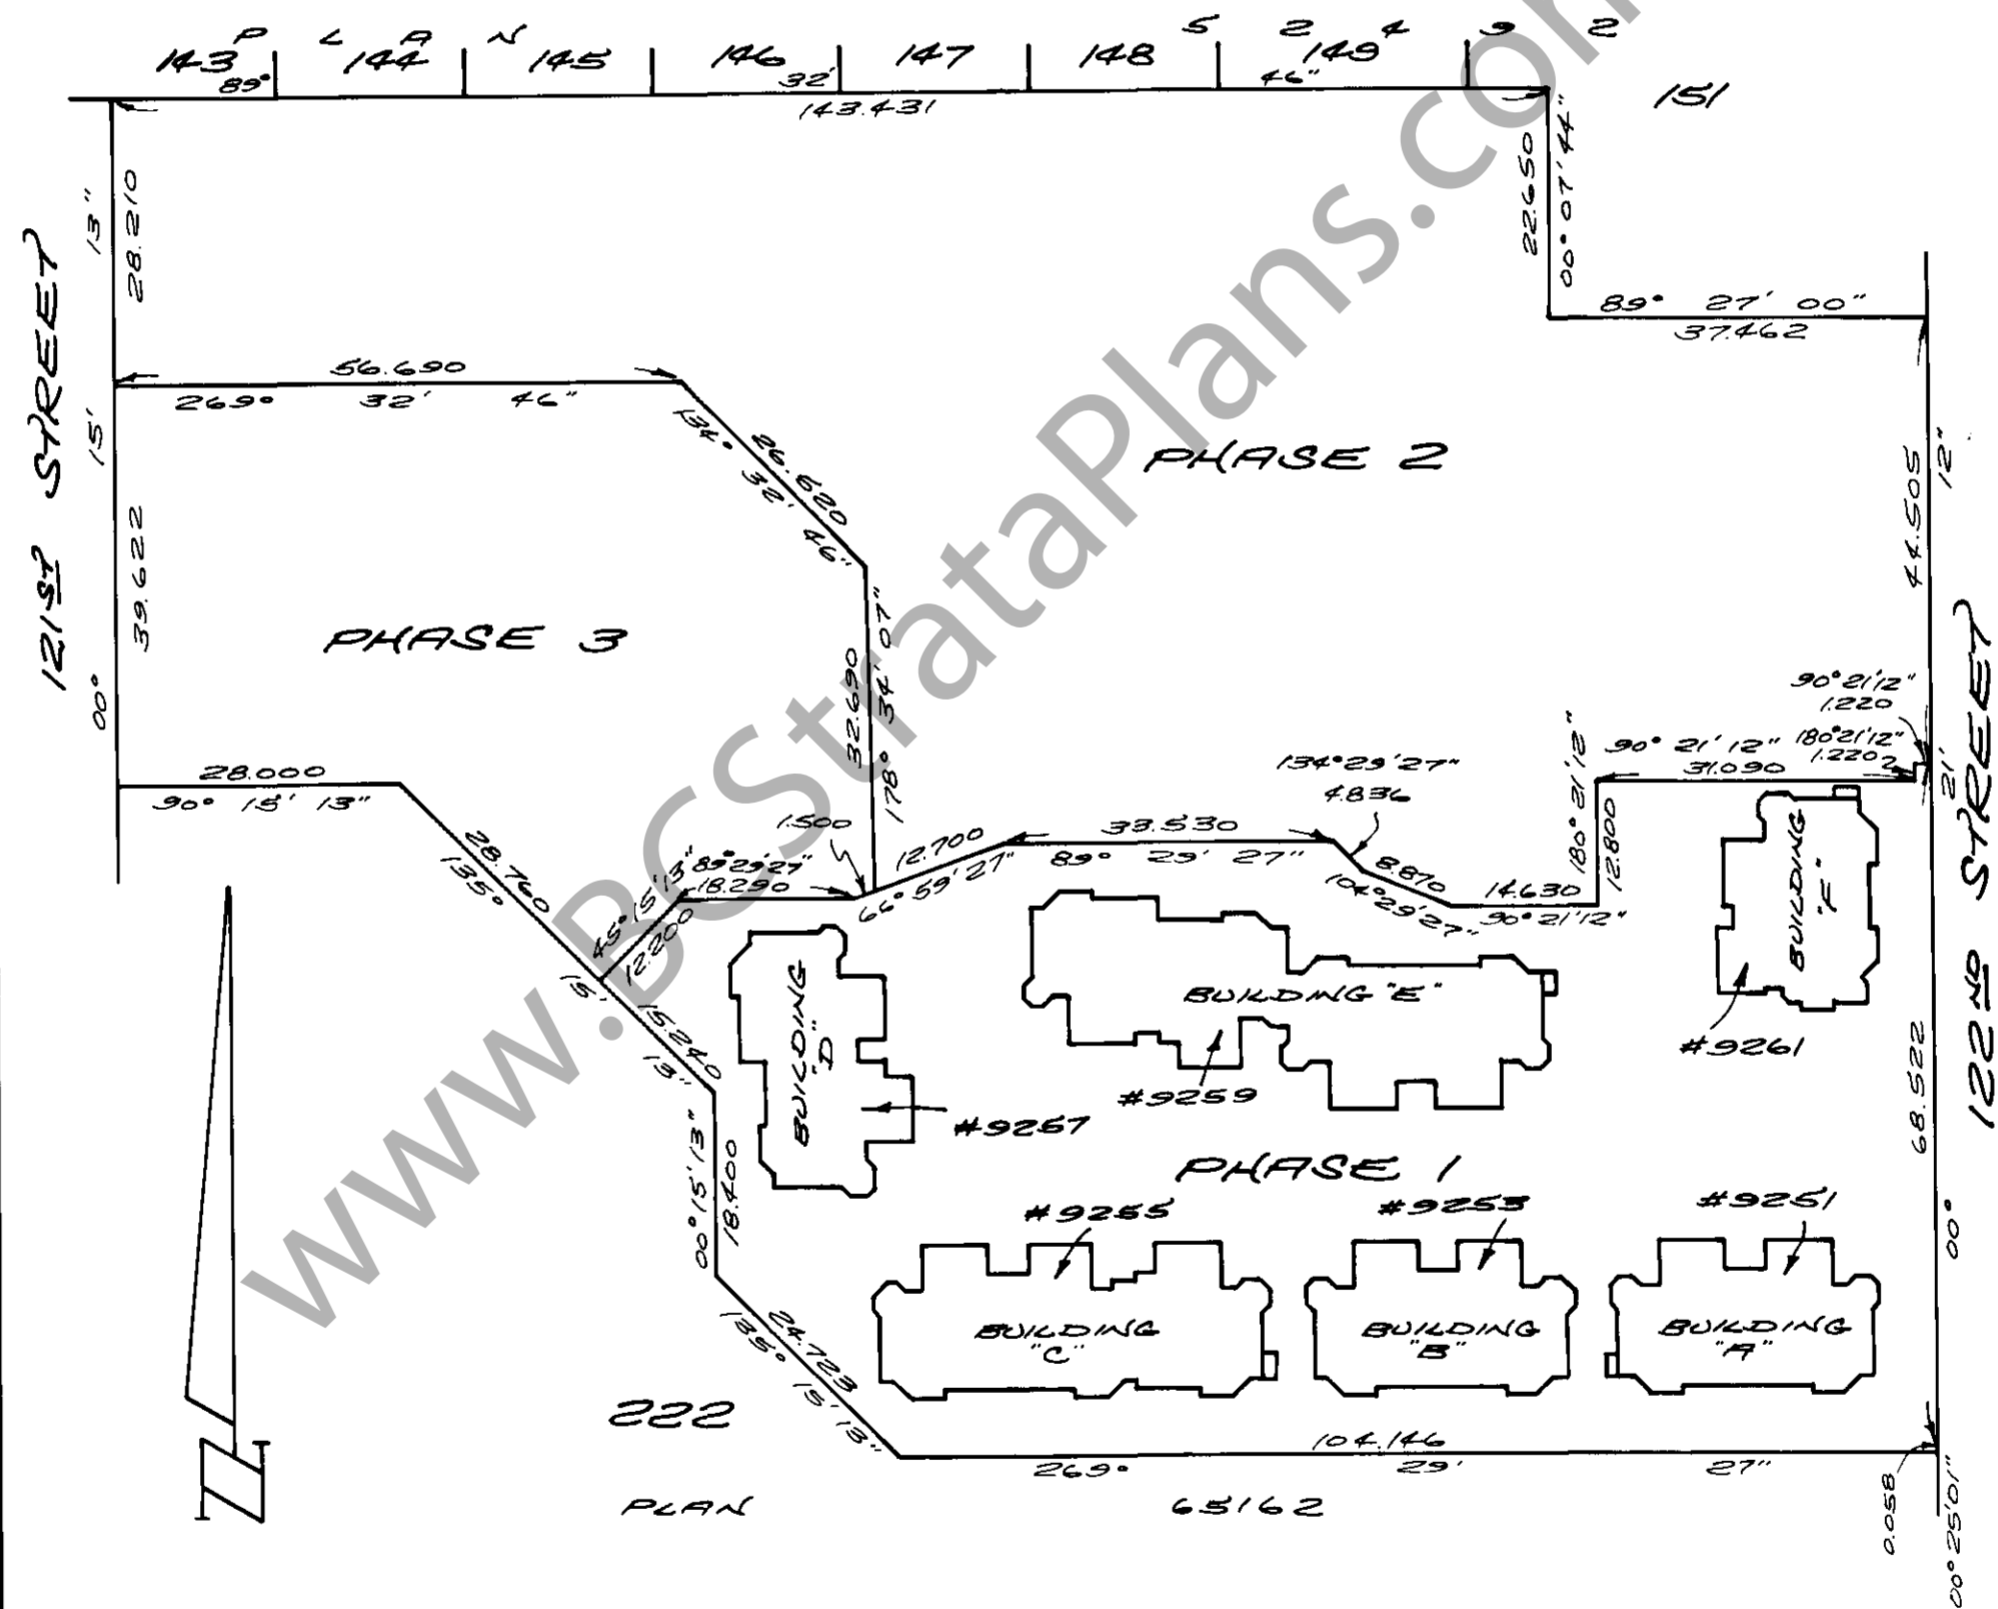 PLAN 52492
143 144 145 146 147 148 149 151
89° 32' 46"
143.431
22.650
00° 07' 44"
89° 27' 00"
37.462
121ST STREET
00° 15' 13"
28.210
39.622
56.690
269° 32' 46"
26.620
134° 32' 46"
PHASE 2
PHASE 3
32.690
178° 34' 07"
44.505
122ND STREET
00° 21' 12"
90° 21' 12"
1.220
180° 21' 12"
1.220
90° 21' 12"
31.090
180° 21' 12"
12.800
134° 29' 27"
4.836
28.000
90° 15' 13"
28.760
135° 15' 13"
1.500
12.700
66° 59' 27"
33.530
89° 29' 27"
8.870
104° 29' 27"
14.630
90° 21' 12"
45° 15' 13"
12.200
89° 29' 27"
18.290
15.240
BUILDING "D"
#9257
BUILDING "E"
#9259
BUILDING "F"
#9261
68.522
PHASE 1
00° 15' 13"
18.400
#9255
#9253
#9251
BUILDING "C"
BUILDING "B"
BUILDING "A"
24.723
135° 15' 13"
222
104.146
269° 29' 27"
PLAN 65162
0.058
00° 25' 01"
N
www.BCStrataPlans.com